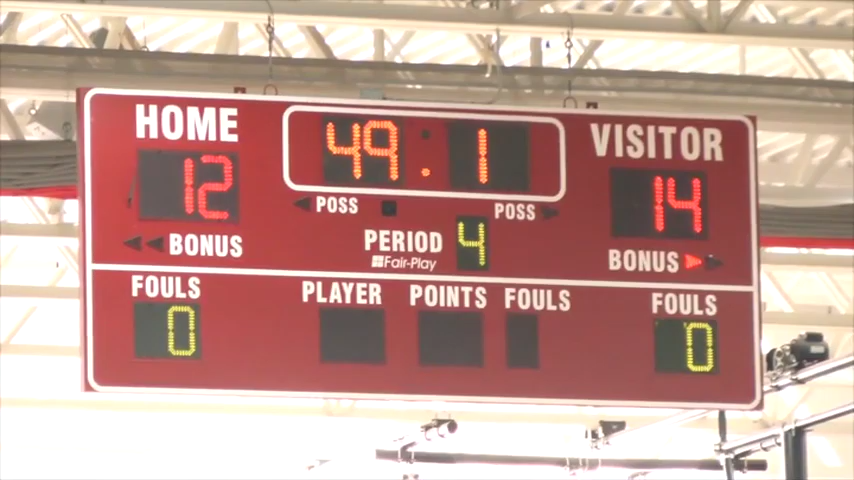 HOME 49.1 VISITOR
12 14
POSS POSS
BONUS PERIOD 4 BONUS
Fair-Play
FOULS PLAYER POINTS FOULS FOULS
0 0